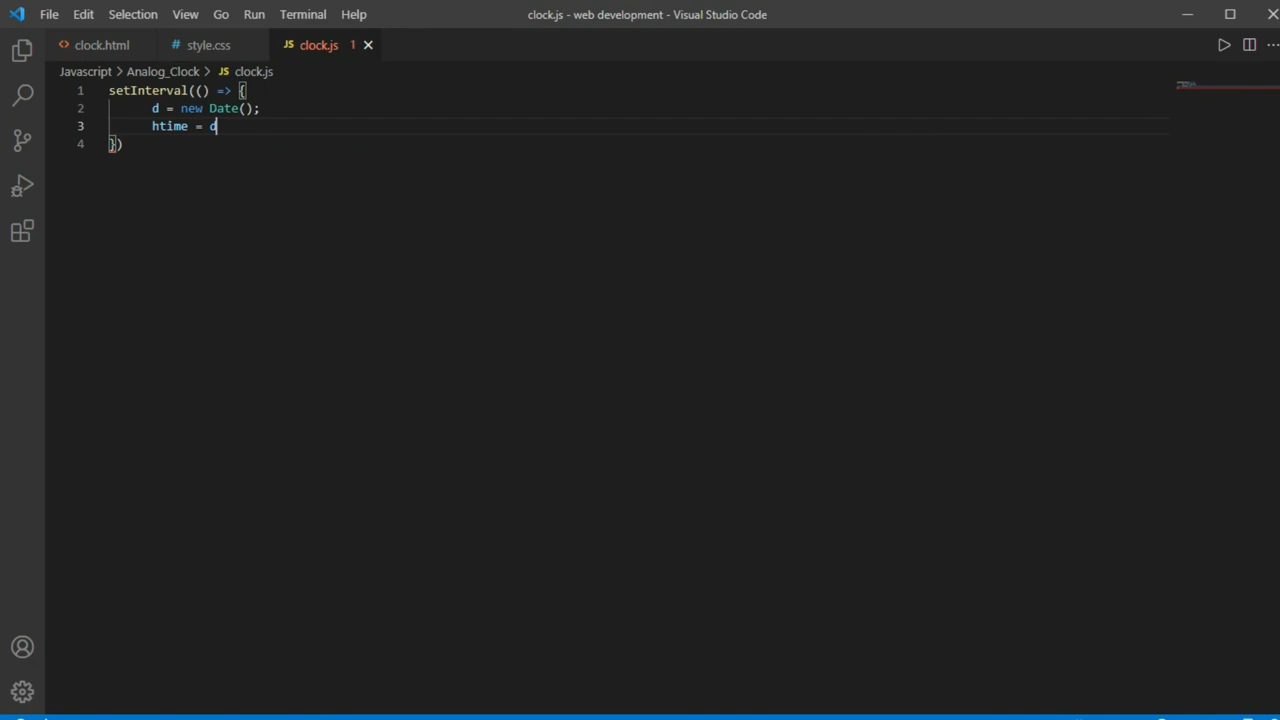 File Edit Selection View Go Run Terminal Help
clock.js - web development - Visual Studio Code
<> clock.html # style.css JS clock.js 1
Javascript > Analog_Clock > JS clock.js
1 setInterval(() => {
2 d = new Date();
3 htime = d
4 })